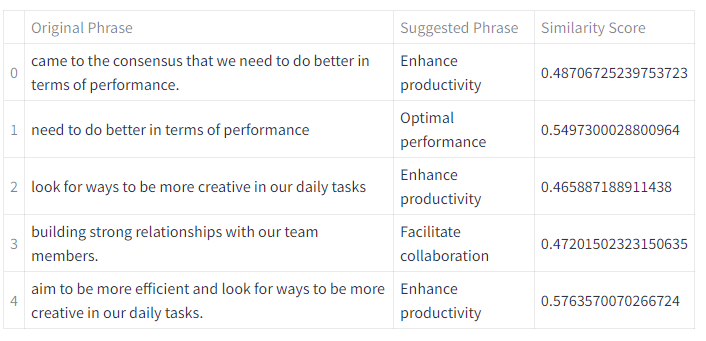 Original Phrase Suggested Phrase Similarity Score
0 came to the consensus that we need to do better in terms of performance. Enhance productivity 0.48706725239753723
1 need to do better in terms of performance Optimal performance 0.5497300028800964
2 look for ways to be more creative in our daily tasks Enhance productivity 0.465887188911438
3 building strong relationships with our team members. Facilitate collaboration 0.47201502323150635
4 aim to be more efficient and look for ways to be more creative in our daily tasks. Enhance productivity 0.5763570070266724